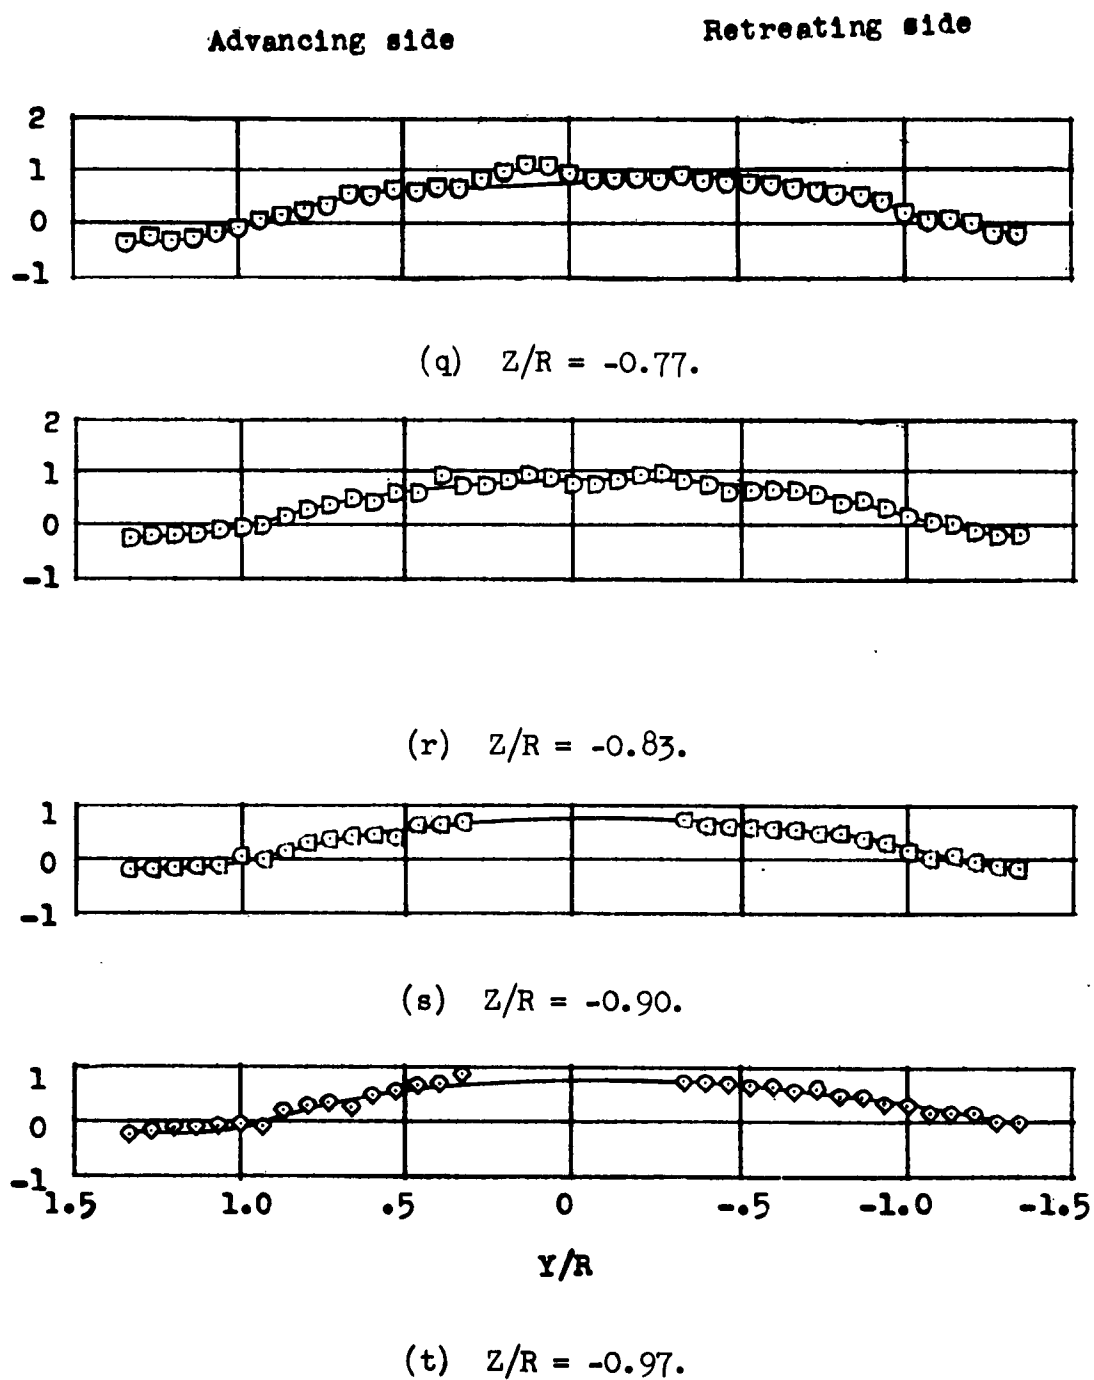 Advancing side Retreating side
2
1
0
-1
(q) Z/R = -0.77.
2
1
0
-1
(r) Z/R = -0.83.
1
0
-1
(s) Z/R = -0.90.
1
0
-1
1.5 1.0 .5 0 -.5 -1.0 -1.5
Y/R
(t) Z/R = -0.97.